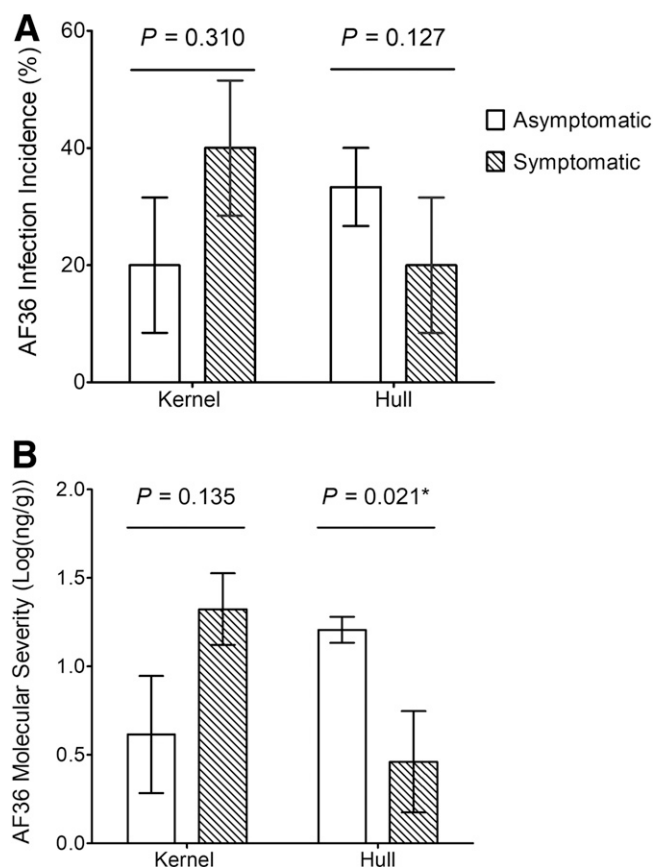 A
AF36 Infection Incidence (%)
60
40
20
0
P = 0.310
P = 0.127
Asymptomatic
Symptomatic
Kernel
Hull
B
AF36 Molecular Severity (Log(ng/g))
2.0
1.5
1.0
0.5
0.0
P = 0.135
P = 0.021*
Kernel
Hull